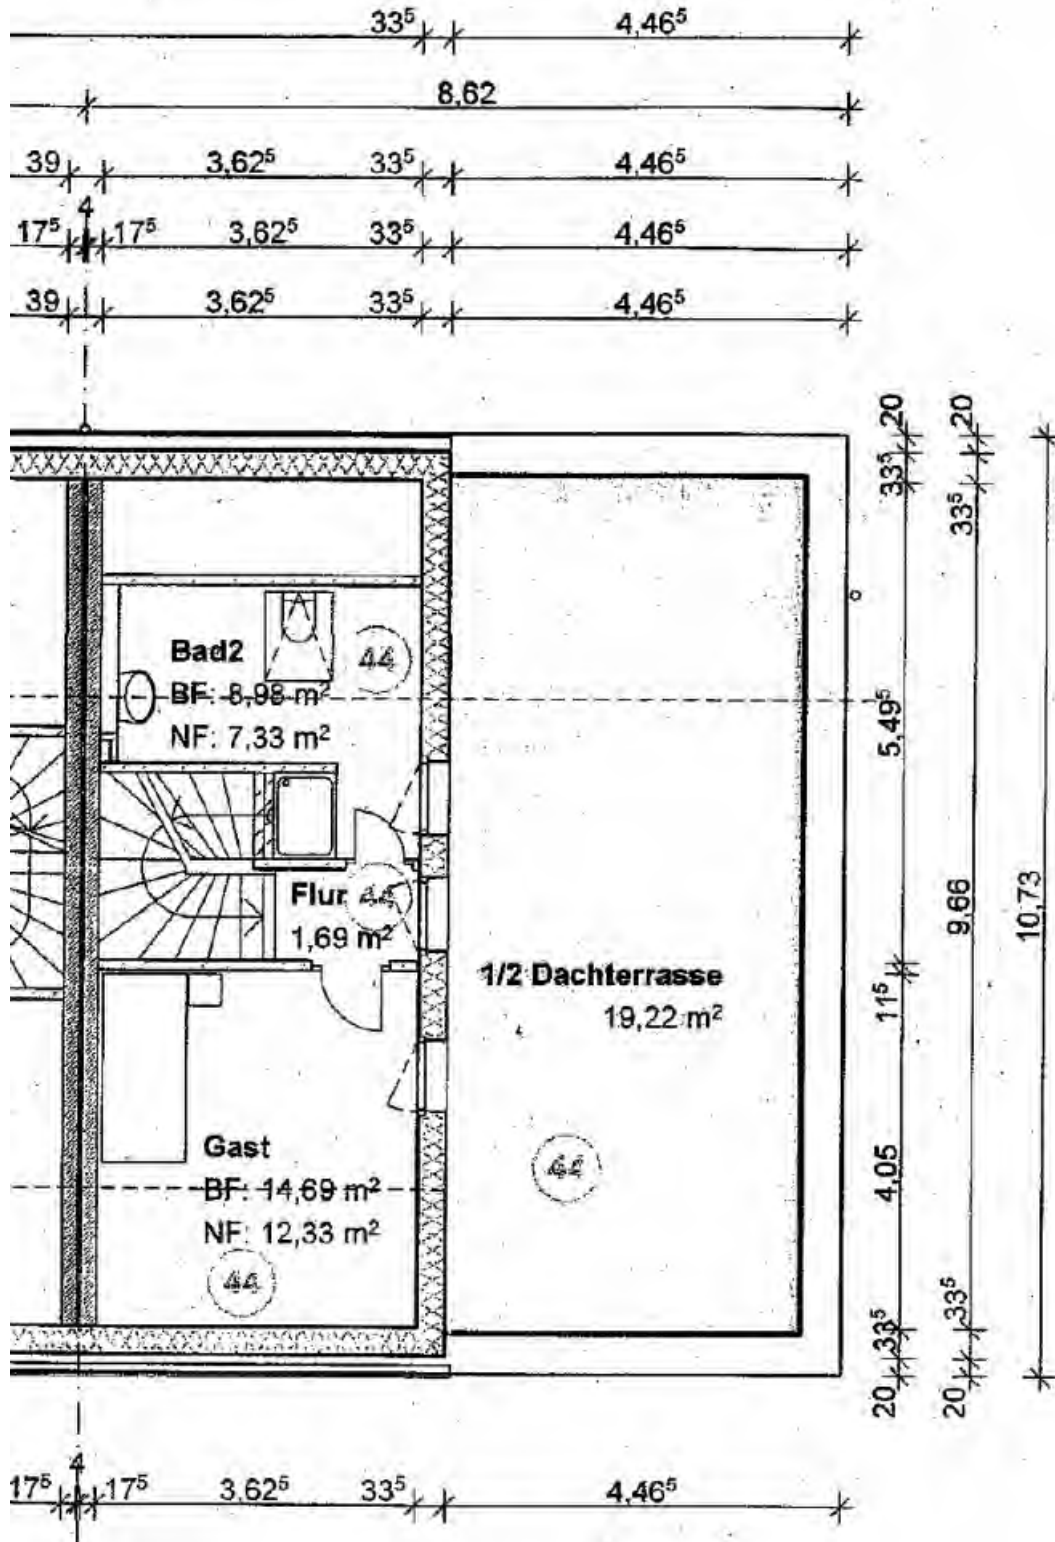 33⁵ 4,46⁵
8,62
39 3,62⁵ 33⁵ 4,46⁵
4
17⁵ 17⁵ 3,62⁵ 33⁵ 4,46⁵
39 3,62⁵ 33⁵ 4,46⁵
20
33⁵
5,49⁵
11⁵
4,05
33⁵
20
20
33⁵
9,66
33⁵
20
10,73
Bad2
BF: 8,98 m²
NF: 7,33 m²
44
Flur 44
1,69 m²
1/2 Dachterrasse
19,22 m²
44
Gast
BF: 14,69 m²
NF: 12,33 m²
44
4
17⁵ 17⁵ 3,62⁵ 33⁵ 4,46⁵